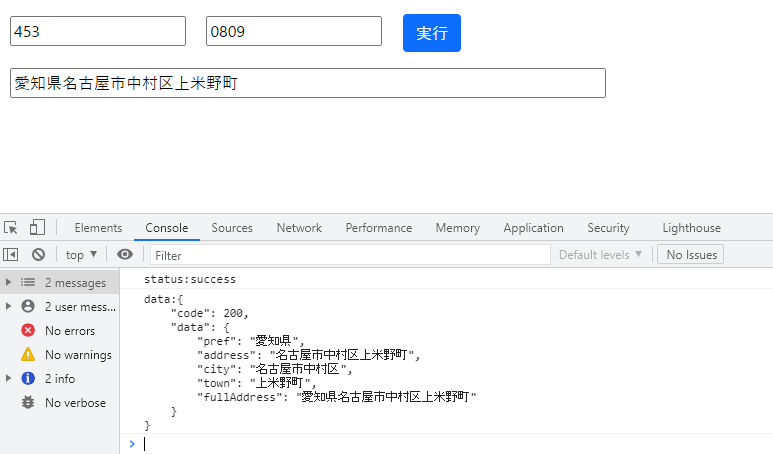 453 0809 実行
愛知県名古屋市中村区上米野町
Elements Console Sources Network Performance Memory Application Security Lighthouse
top ▼ Filter Default levels ▼ No Issues
2 messages
2 user mess...
No errors
No warnings
2 info
No verbose
status:success
data:{
    "code": 200,
    "data": {
        "pref": "愛知県",
        "address": "名古屋市中村区上米野町",
        "city": "名古屋市中村区",
        "town": "上米野町",
        "fullAddress": "愛知県名古屋市中村区上米野町"
    }
}
>